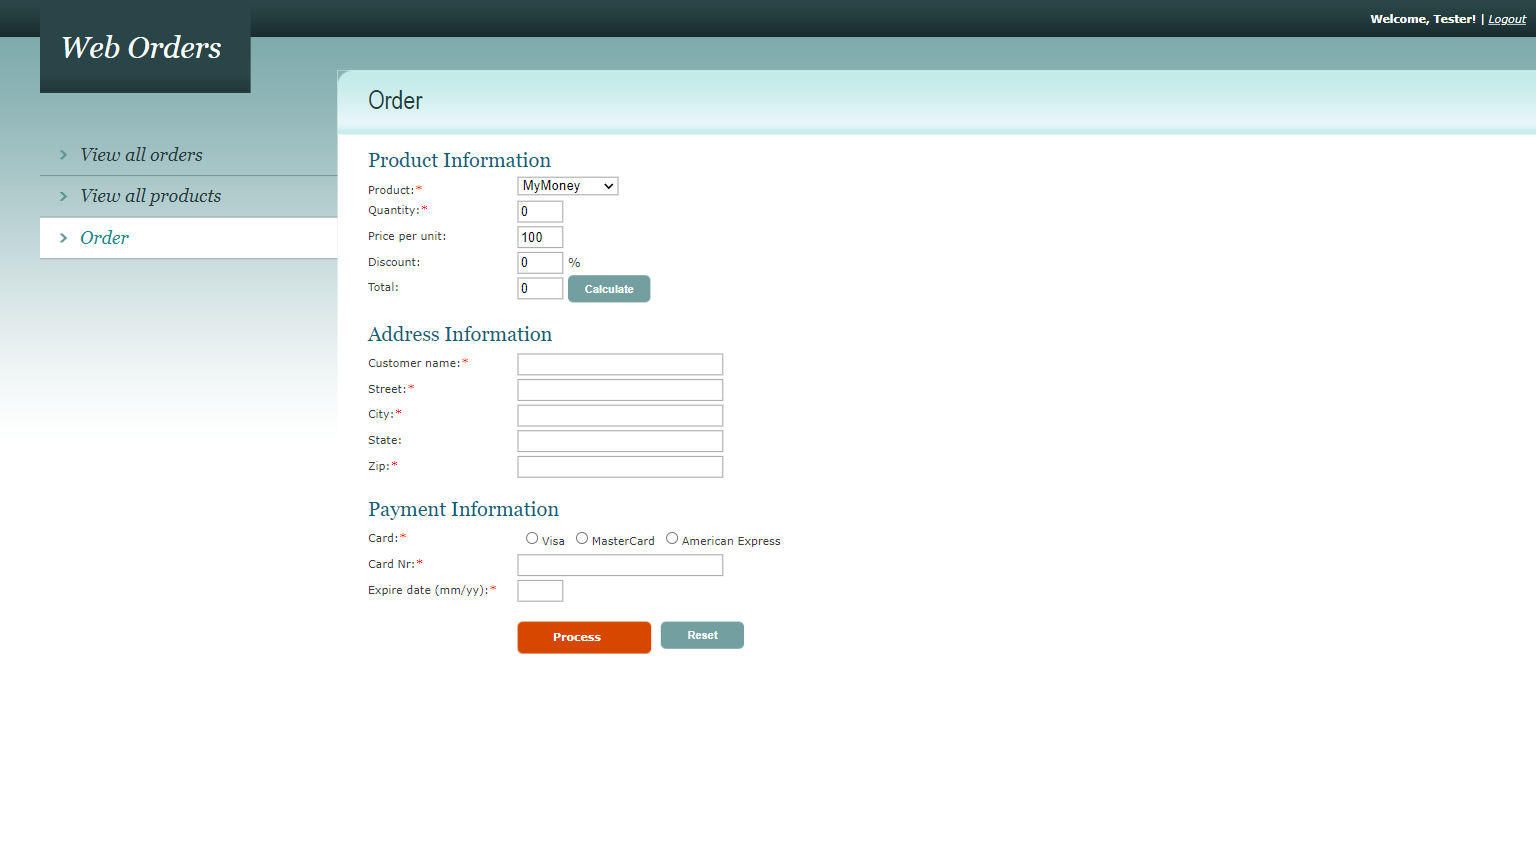 Welcome, Tester! | Logout
Web Orders
View all orders
View all products
Order
Order
Product Information
Product:* MyMoney
Quantity:* 0
Price per unit: 100
Discount: 0 %
Total: 0 Calculate
Address Information
Customer name:*
Street:*
City:*
State:
Zip:*
Payment Information
Card:* Visa MasterCard American Express
Card Nr:*
Expire date (mm/yy):*
Process Reset